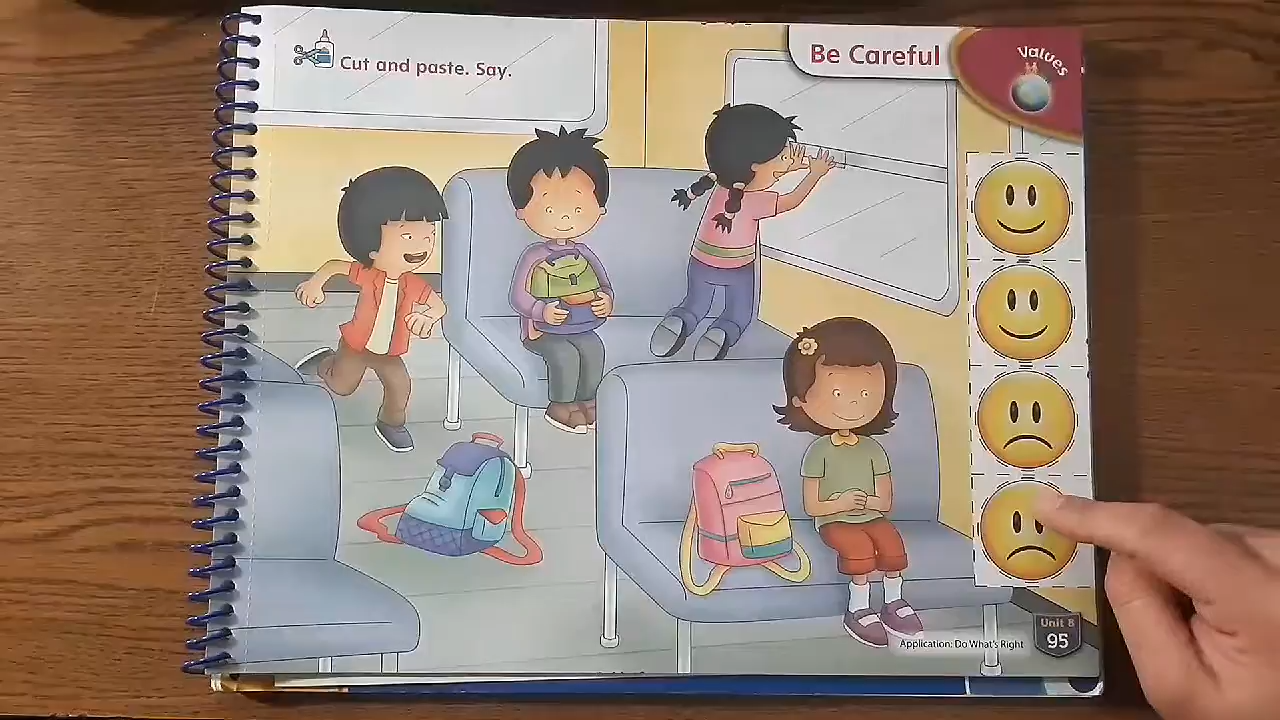 Cut and paste. Say.
Be Careful
Values
Unit 8
95
Application: Do What's Right